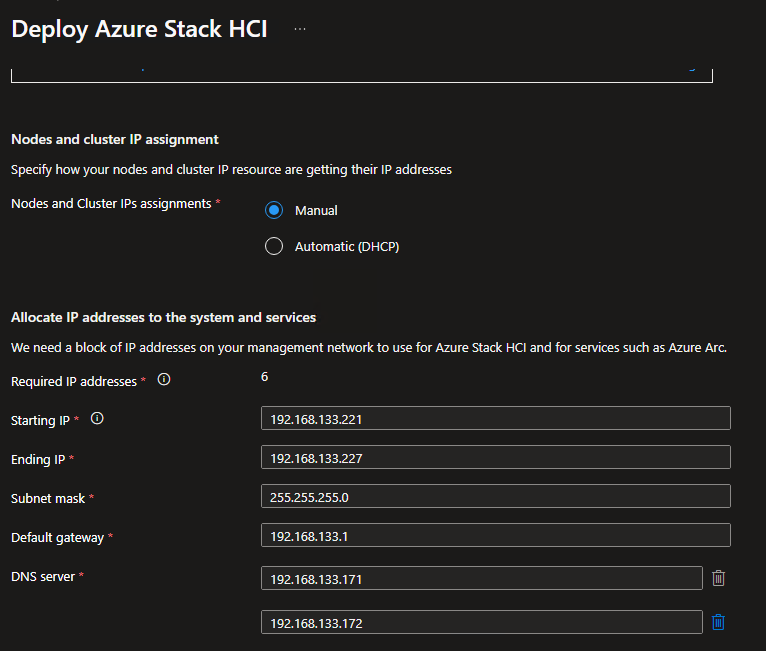 Deploy Azure Stack HCI ...
Nodes and cluster IP assignment
Specify how your nodes and cluster IP resource are getting their IP addresses
Nodes and Cluster IPs assignments *
Manual
Automatic (DHCP)
Allocate IP addresses to the system and services
We need a block of IP addresses on your management network to use for Azure Stack HCI and for services such as Azure Arc.
Required IP addresses * 6
Starting IP * 192.168.133.221
Ending IP * 192.168.133.227
Subnet mask * 255.255.255.0
Default gateway * 192.168.133.1
DNS server * 192.168.133.171
192.168.133.172